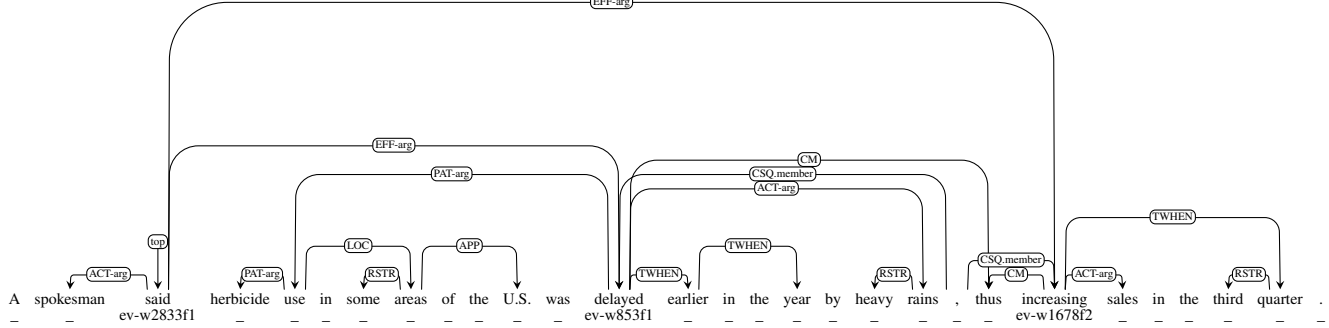 EFF-arg
EFF-arg
CM
PAT-arg CSQ.member
ACT-arg
TWHEN
top LOC APP TWHEN
CSQ.member
ACT-arg PAT-arg RSTR TWHEN RSTR CM ACT-arg RSTR
A spokesman said herbicide use in some areas of the U.S. was delayed earlier in the year by heavy rains , thus increasing sales in the third quarter .
_ _ ev-w2833f1 _ _ _ _ _ _ _ _ _ ev-w853f1 _ _ _ _ _ _ _ _ _ ev-w1678f2 _ _ _ _ _ _